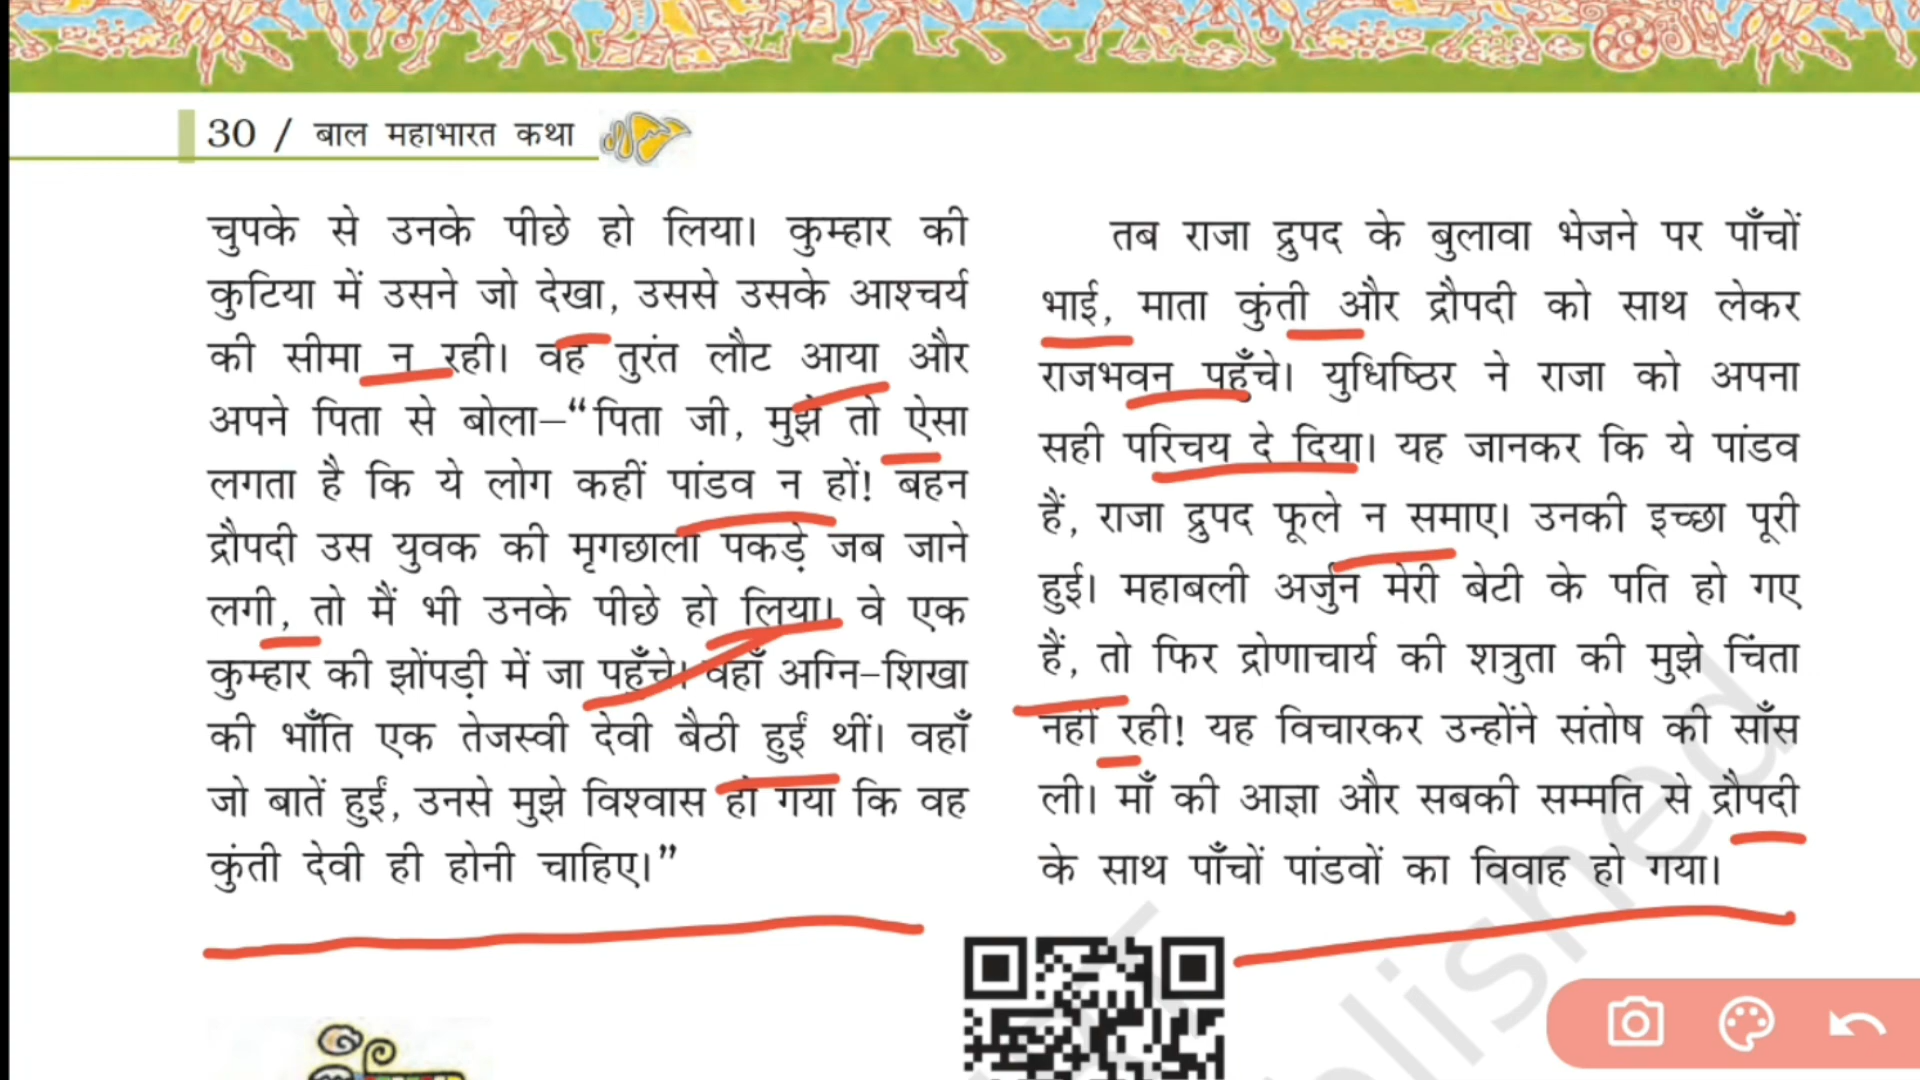 30 / बाल महाभारत कथा
चुपके से उनके पीछे हो लिया। कुम्हार की
कुटिया में उसने जो देखा, उससे उसके आश्चर्य
की सीमा न रही। वह तुरंत लौट आया और
अपने पिता से बोला–“पिता जी, मुझे तो ऐसा
लगता है कि ये लोग कहीं पांडव न हों! बहन
द्रौपदी उस युवक की मृगछाला पकड़े जब जाने
लगी, तो मैं भी उनके पीछे हो लिया। वे एक
कुम्हार की झोंपड़ी में जा पहुँचे। वहाँ अग्नि-शिखा
की भाँति एक तेजस्वी देवी बैठी हुईं थीं। वहाँ
जो बातें हुईं, उनसे मुझे विश्वास हो गया कि वह
कुंती देवी ही होनी चाहिए।”
तब राजा द्रुपद के बुलावा भेजने पर पाँचों
भाई, माता कुंती और द्रौपदी को साथ लेकर
राजभवन पहुँचे। युधिष्ठिर ने राजा को अपना
सही परिचय दे दिया। यह जानकर कि ये पांडव
हैं, राजा द्रुपद फूले न समाए। उनकी इच्छा पूरी
हुई। महाबली अर्जुन मेरी बेटी के पति हो गए
हैं, तो फिर द्रोणाचार्य की शत्रुता की मुझे चिंता
नहीं रही! यह विचारकर उन्होंने संतोष की साँस
ली। माँ की आज्ञा और सबकी सम्मति से द्रौपदी
के साथ पाँचों पांडवों का विवाह हो गया।